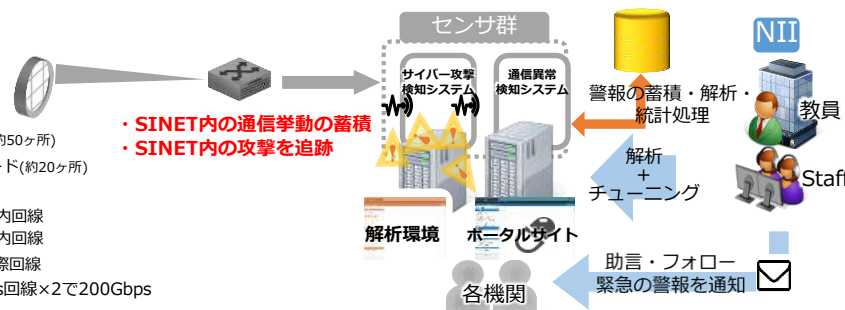 センサ群
NII
サイバー攻撃
検知システム
通信異常
検知システム
警報の蓄積・解析・
統計処理
教員
・SINET内の通信挙動の蓄積
・SINET内の攻撃を追跡
50ヶ所)
ード(約20ヶ所)
解析
+
チューニング
Staff
内回線
内回線
際回線
s回線×2で200Gbps
解析環境
ポータルサイト
各機関
助言・フォロー
緊急の警報を通知